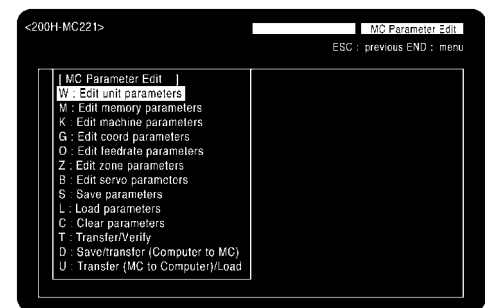 <200H-MC221>
MC Parameter Edit
ESC : previous END : menu
[ MC Parameter Edit ]
W : Edit unit parameters
M : Edit memory parameters
K : Edit machine parameters
G : Edit coord parameters
O : Edit feedrate parameters
Z : Edit zone parameters
B : Edit servo parameters
S : Save parameters
L : Load parameters
C : Clear parameters
T : Transfer/Verify
D : Save/transfer (Computer to MC)
U : Transfer (MC to Computer)/Load